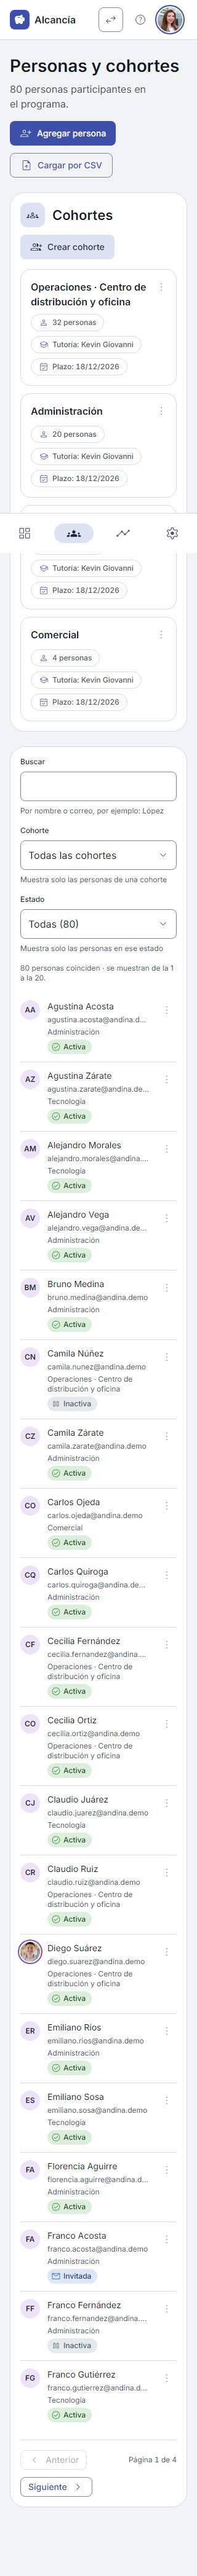 Alcancía
Personas y cohortes
80 personas participantes en
el programa.
Agregar persona
Cargar por CSV
Cohortes
Crear cohorte
Operaciones · Centro de
distribución y oficina
32 personas
Tutoría: Kevin Giovanni
Plazo: 18/12/2026
Administración
20 personas
Tutoría: Kevin Giovanni
Plazo: 18/12/2026
Tutoría: Kevin Giovanni
Plazo: 18/12/2026
Comercial
4 personas
Tutoría: Kevin Giovanni
Plazo: 18/12/2026
Buscar
Por nombre o correo, por ejemplo: López
Cohorte
Todas las cohortes
Muestra solo las personas de una cohorte
Estado
Todas (80)
Muestra solo las personas en ese estado
80 personas coinciden · se muestran de la 1
a la 20.
AA Agustina Acosta
agustina.acosta@andina.d...
Administración
Activa
AZ Agustina Zárate
agustina.zarate@andina.de...
Tecnología
Activa
AM Alejandro Morales
alejandro.morales@andina....
Tecnología
Activa
AV Alejandro Vega
alejandro.vega@andina.de...
Administración
Activa
BM Bruno Medina
bruno.medina@andina.demo
Administración
Activa
CN Camila Núñez
camila.nunez@andina.demo
Operaciones · Centro de
distribución y oficina
Inactiva
CZ Camila Zárate
camila.zarate@andina.demo
Administración
Activa
CO Carlos Ojeda
carlos.ojeda@andina.demo
Comercial
Activa
CQ Carlos Quiroga
carlos.quiroga@andina.de...
Administración
Activa
CF Cecilia Fernández
cecilia.fernandez@andina....
Operaciones · Centro de
distribución y oficina
Activa
CO Cecilia Ortiz
cecilia.ortiz@andina.demo
Operaciones · Centro de
distribución y oficina
Activa
CJ Claudio Juárez
claudio.juarez@andina.demo
Tecnología
Activa
CR Claudio Ruiz
claudio.ruiz@andina.demo
Operaciones · Centro de
distribución y oficina
Activa
Diego Suárez
diego.suarez@andina.demo
Operaciones · Centro de
distribución y oficina
Activa
ER Emiliano Ríos
emiliano.rios@andina.demo
Administración
Activa
ES Emiliano Sosa
emiliano.sosa@andina.demo
Tecnología
Activa
FA Florencia Aguirre
florencia.aguirre@andina.d...
Administración
Activa
FA Franco Acosta
franco.acosta@andina.demo
Administración
Invitada
FF Franco Fernández
franco.fernandez@andina....
Administración
Inactiva
FG Franco Gutiérrez
franco.gutierrez@andina.d...
Tecnología
Activa
Anterior
Página 1 de 4
Siguiente